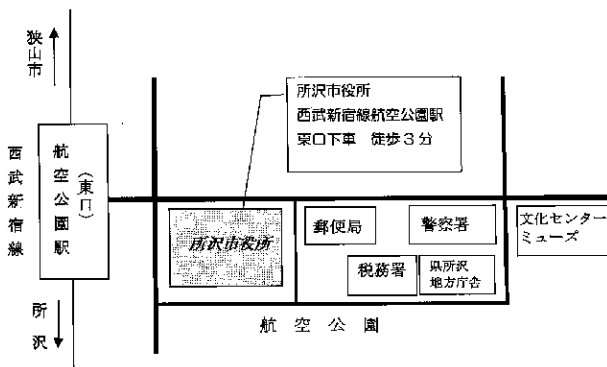 狭山市
西武新宿線
航空公園駅
（東口）
所沢
所沢市役所
西武新宿線航空公園駅
東口下車　徒歩３分
所沢市役所
郵便局
警察署
税務署
県所沢
地方庁舎
文化センター
ミューズ
航空公園